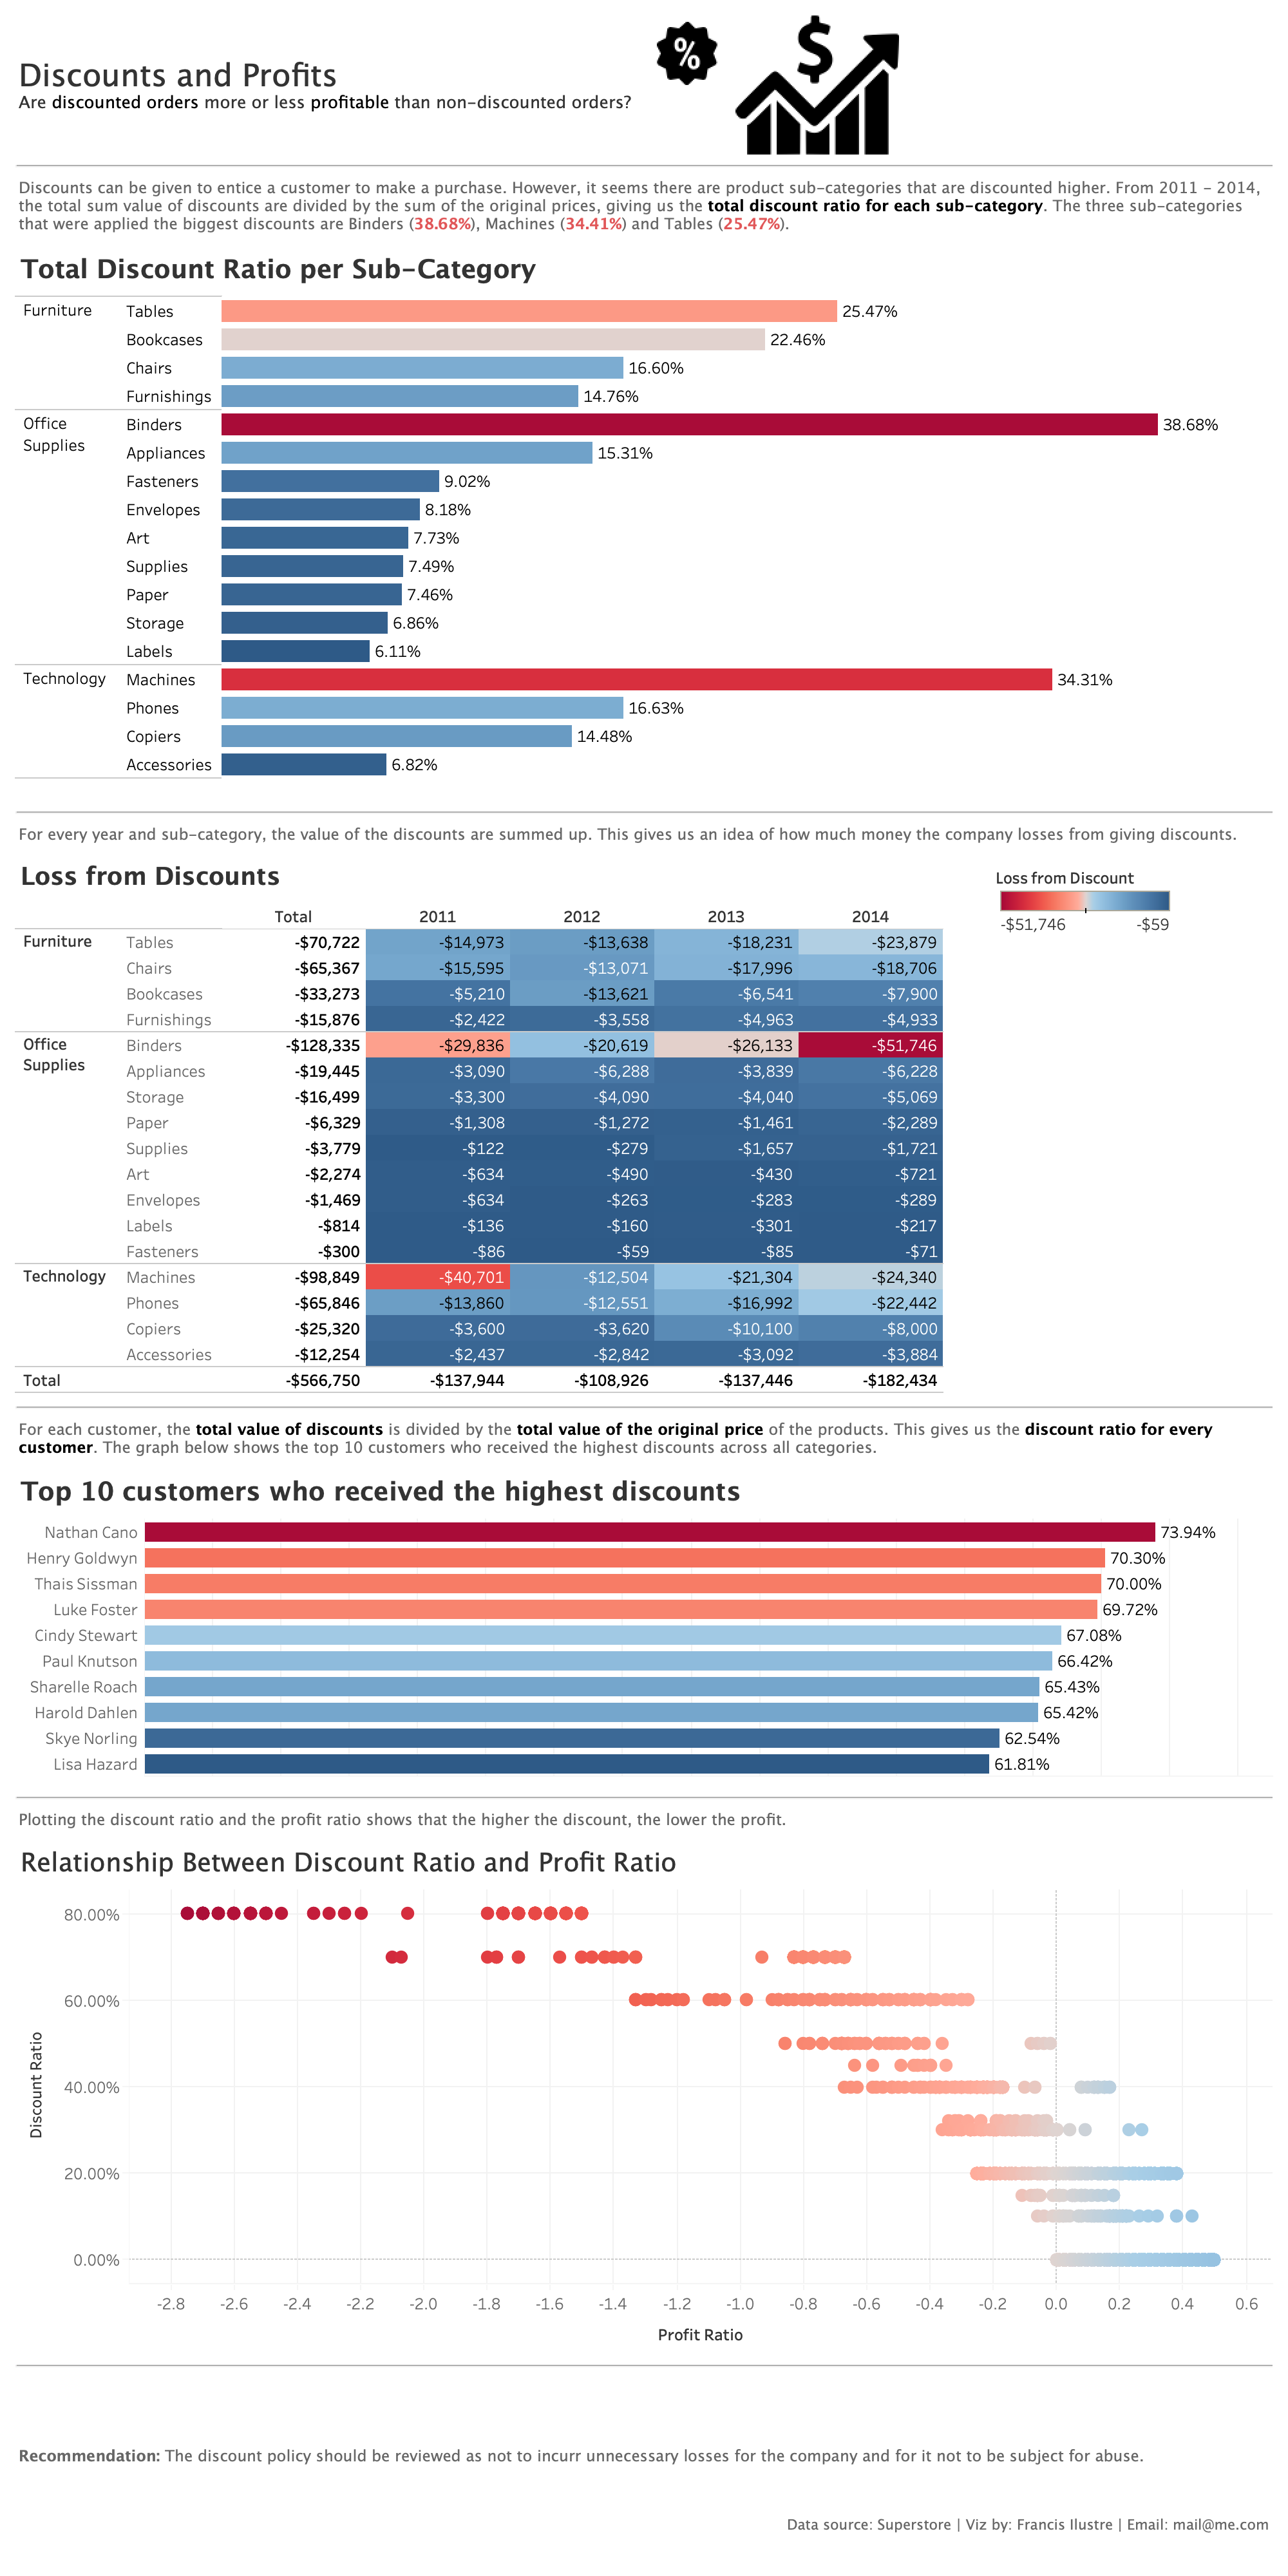 %
$
Discounts and Profits
Are discounted orders more or less profitable than non-discounted orders?
Discounts can be given to entice a customer to make a purchase. However, it seems there are product sub-categories that are discounted higher. From 2011 - 2014,
the total sum value of discounts are divided by the sum of the original prices, giving us the total discount ratio for each sub-category. The three sub-categories
that were applied the biggest discounts are Binders (38.68%), Machines (34.41%) and Tables (25.47%).
Total Discount Ratio per Sub-Category
Furniture Tables 25.47%
Bookcases 22.46%
Chairs 16.60%
Furnishings 14.76%
Office Supplies Binders 38.68%
Appliances 15.31%
Fasteners 9.02%
Envelopes 8.18%
Art 7.73%
Supplies 7.49%
Paper 7.46%
Storage 6.86%
Labels 6.11%
Technology Machines 34.31%
Phones 16.63%
Copiers 14.48%
Accessories 6.82%
For every year and sub-category, the value of the discounts are summed up. This gives us an idea of how much money the company losses from giving discounts.
Loss from Discounts
Loss from Discount
-$51,746 -$59
Total 2011 2012 2013 2014
Furniture Tables -$70,722 -$14,973 -$13,638 -$18,231 -$23,879
Chairs -$65,367 -$15,595 -$13,071 -$17,996 -$18,706
Bookcases -$33,273 -$5,210 -$13,621 -$6,541 -$7,900
Furnishings -$15,876 -$2,422 -$3,558 -$4,963 -$4,933
Office Supplies Binders -$128,335 -$29,836 -$20,619 -$26,133 -$51,746
Appliances -$19,445 -$3,090 -$6,288 -$3,839 -$6,228
Storage -$16,499 -$3,300 -$4,090 -$4,040 -$5,069
Paper -$6,329 -$1,308 -$1,272 -$1,461 -$2,289
Supplies -$3,779 -$122 -$279 -$1,657 -$1,721
Art -$2,274 -$634 -$490 -$430 -$721
Envelopes -$1,469 -$634 -$263 -$283 -$289
Labels -$814 -$136 -$160 -$301 -$217
Fasteners -$300 -$86 -$59 -$85 -$71
Technology Machines -$98,849 -$40,701 -$12,504 -$21,304 -$24,340
Phones -$65,846 -$13,860 -$12,551 -$16,992 -$22,442
Copiers -$25,320 -$3,600 -$3,620 -$10,100 -$8,000
Accessories -$12,254 -$2,437 -$2,842 -$3,092 -$3,884
Total -$566,750 -$137,944 -$108,926 -$137,446 -$182,434
For each customer, the total value of discounts is divided by the total value of the original price of the products. This gives us the discount ratio for every
customer. The graph below shows the top 10 customers who received the highest discounts across all categories.
Top 10 customers who received the highest discounts
Nathan Cano 73.94%
Henry Goldwyn 70.30%
Thais Sissman 70.00%
Luke Foster 69.72%
Cindy Stewart 67.08%
Paul Knutson 66.42%
Sharelle Roach 65.43%
Harold Dahlen 65.42%
Skye Norling 62.54%
Lisa Hazard 61.81%
Plotting the discount ratio and the profit ratio shows that the higher the discount, the lower the profit.
Relationship Between Discount Ratio and Profit Ratio
Discount Ratio
80.00%
60.00%
40.00%
20.00%
0.00%
-2.8 -2.6 -2.4 -2.2 -2.0 -1.8 -1.6 -1.4 -1.2 -1.0 -0.8 -0.6 -0.4 -0.2 0.0 0.2 0.4 0.6
Profit Ratio
Recommendation: The discount policy should be reviewed as not to incurr unnecessary losses for the company and for it not to be subject for abuse.
Data source: Superstore | Viz by: Francis Ilustre | Email: mail@me.com